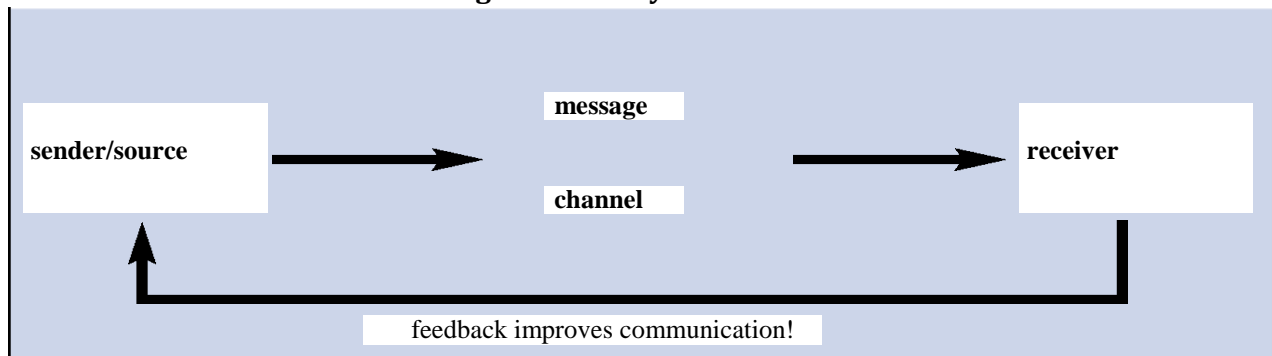 message
sender/source
receiver
channel
feedback improves communication!